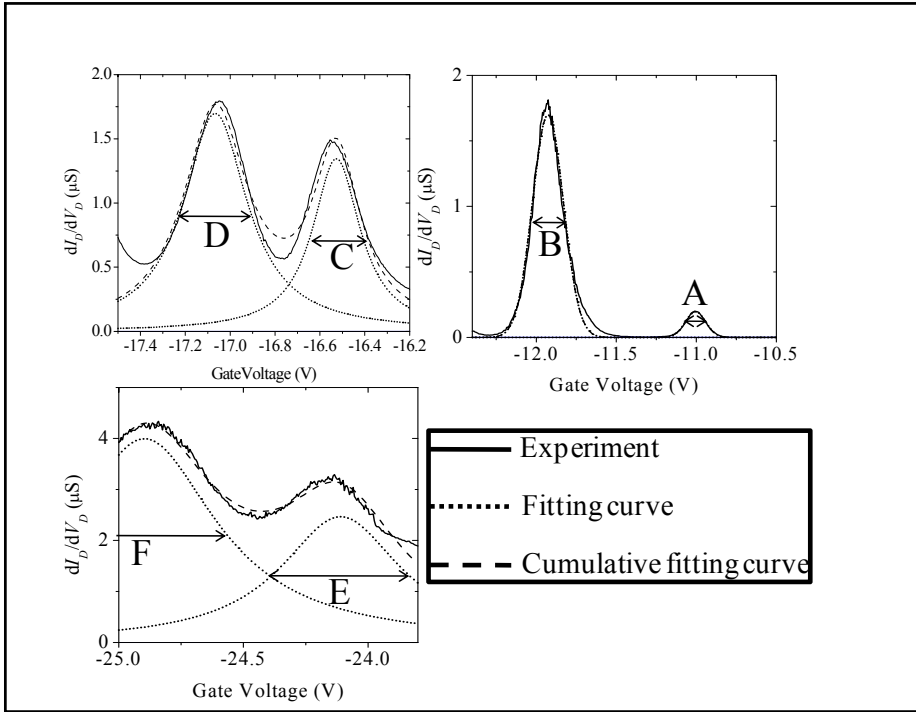 2.0
1.5
1.0
0.5
0.0
dI_D/dV_D (μS)
D
C
-17.4 -17.2 -17.0 -16.8 -16.6 -16.4 -16.2
GateVoltage (V)
2
1
0
dI_D/dV_D (μS)
B
A
-12.0 -11.5 -11.0 -10.5
Gate Voltage (V)
4
2
0
dI_D/dV_D (μS)
F
E
-25.0 -24.5 -24.0
Gate Voltage (V)
Experiment
Fitting curve
Cumulative fitting curve